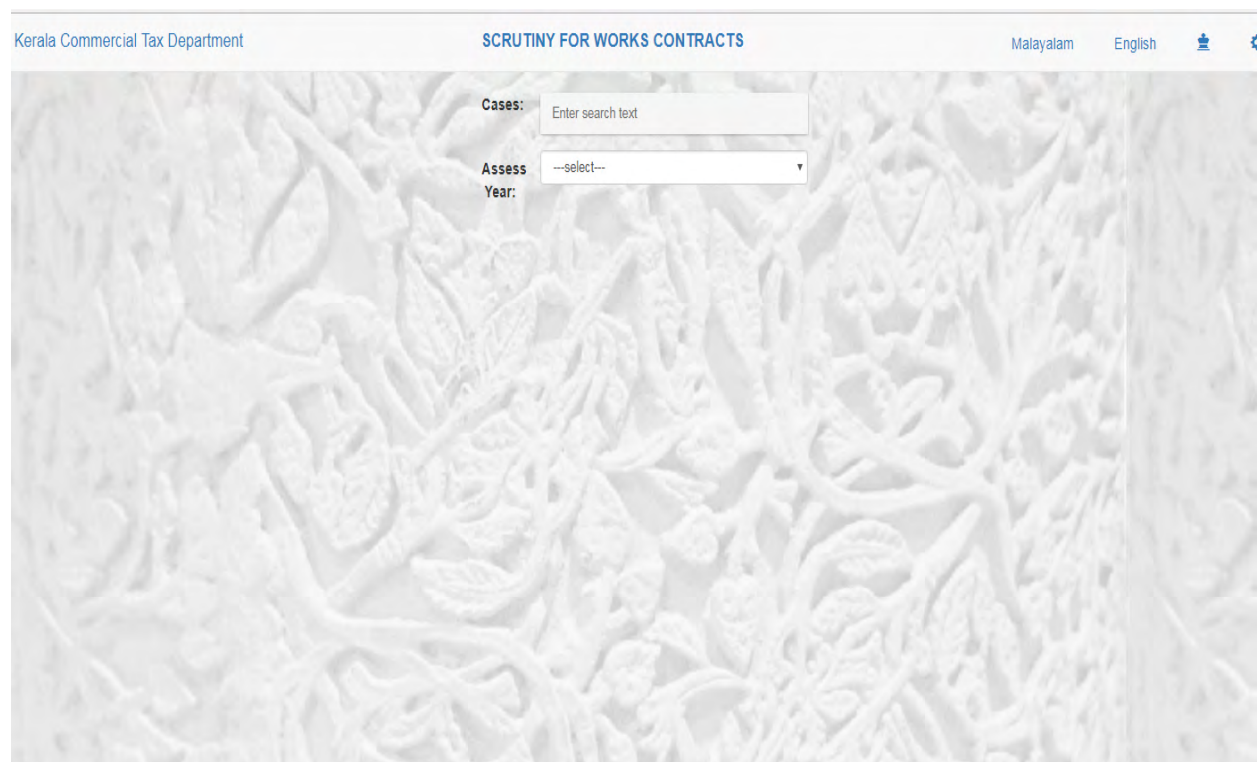 Kerala Commercial Tax Department
SCRUTINY FOR WORKS CONTRACTS
Malayalam
English
Cases:
Enter search text
Assess
Year:
---select---